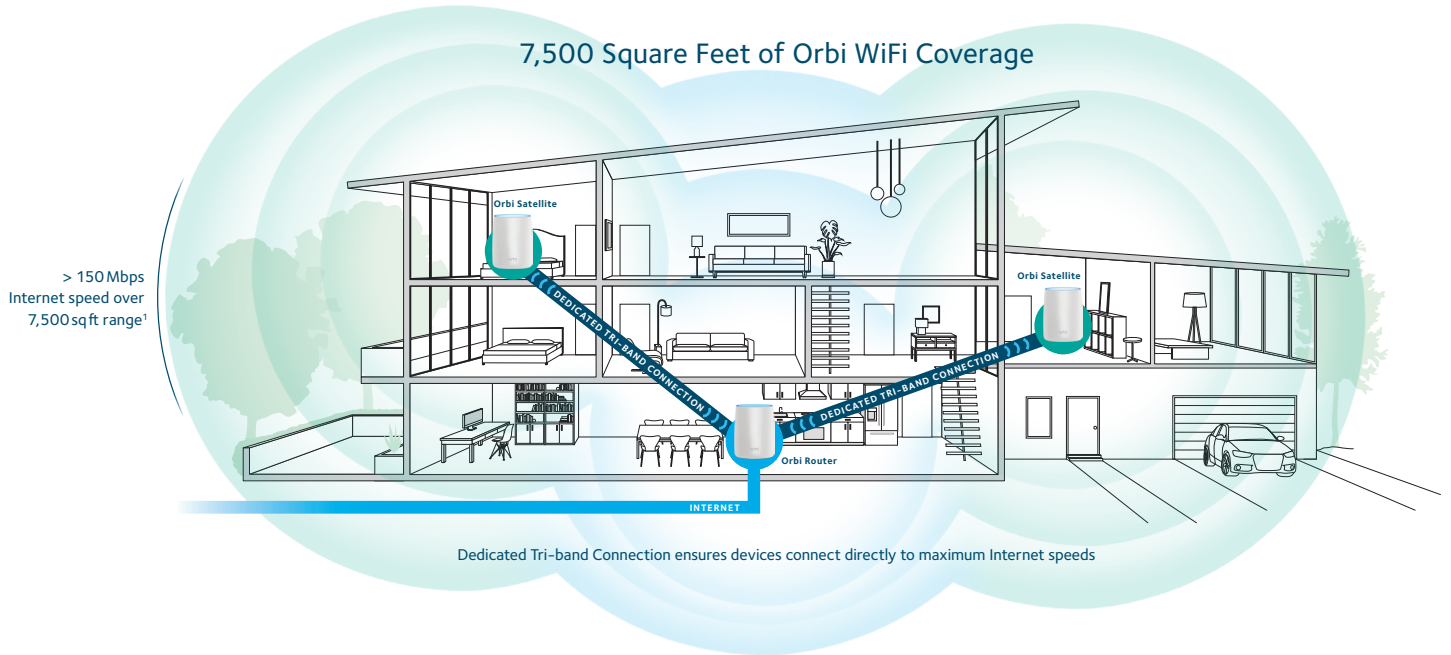 7,500 Square Feet of Orbi WiFi Coverage
Orbi Satellite
Orbi Satellite
> 150 Mbps
Internet speed over
7,500 sq ft range¹
DEDICATED TRI-BAND CONNECTION
DEDICATED TRI-BAND CONNECTION
Orbi Router
INTERNET
Dedicated Tri-band Connection ensures devices connect directly to maximum Internet speeds